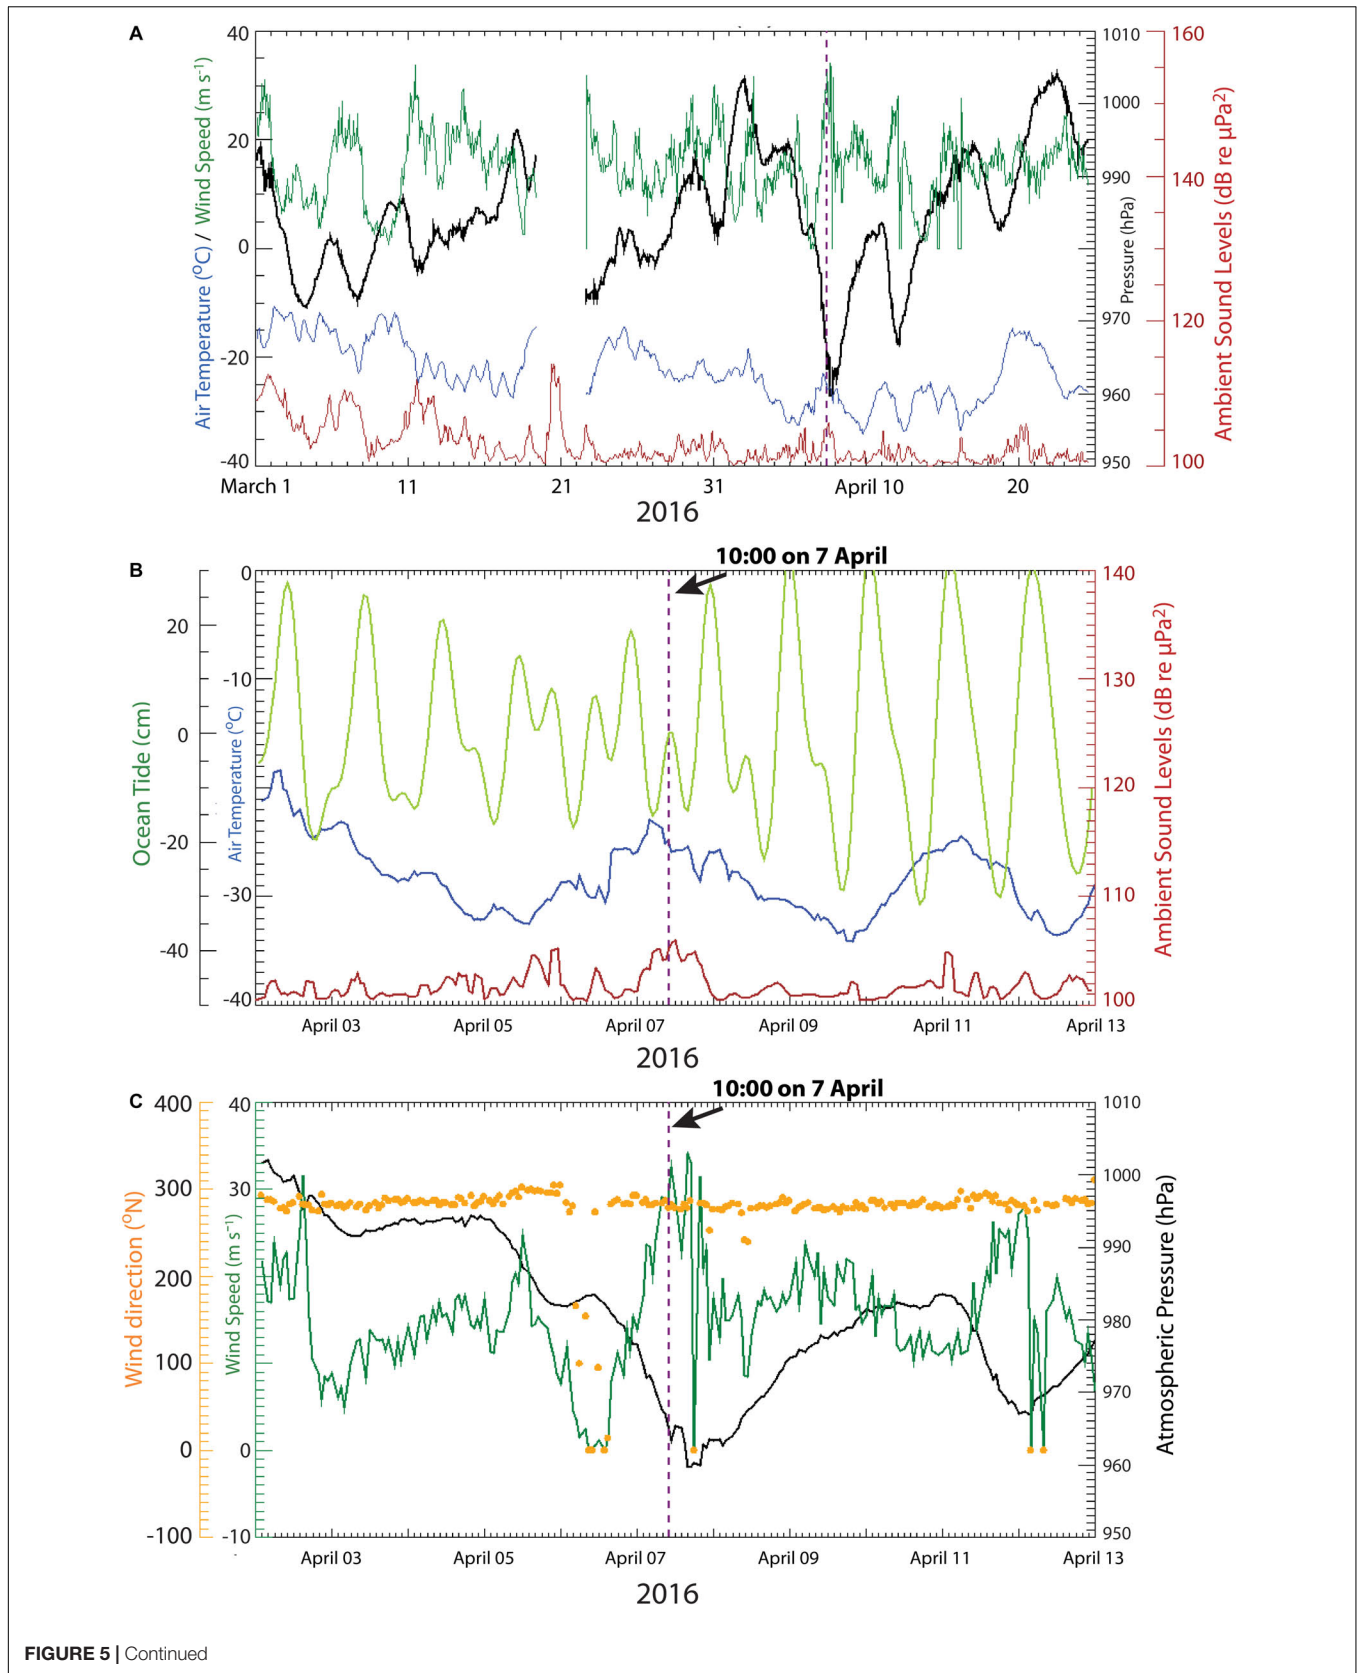 A
40
20
0
-20
-40
Air Temperature (°C) / Wind Speed (m s⁻¹)
1010
1000
990
980
970
960
950
Pressure (hPa)
160
140
120
100
Ambient Sound Levels (dB re μPa²)
March 1 11 21 31 April 10 20
2016
10:00 on 7 April
B
20
0
-20
-40
Ocean Tide (cm)
0
-10
-30
-40
Air Temperature (°C)
140
130
120
110
100
Ambient Sound Levels (dB re μPa²)
April 03 April 05 April 07 April 09 April 11 April 13
2016
10:00 on 7 April
C
400
300
200
100
0
-100
Wind direction (°N)
40
30
0
-10
Wind Speed (m s⁻¹)
1010
1000
990
980
970
960
950
Atmospheric Pressure (hPa)
April 03 April 05 April 07 April 09 April 11 April 13
2016
FIGURE 5 | Continued